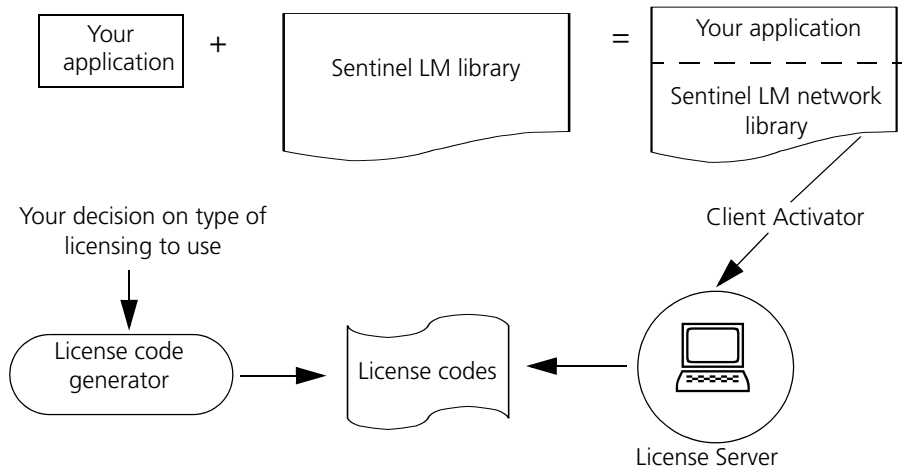 Your
application
+
Sentinel LM library
=
Your application
Sentinel LM network
library
Your decision on type of
licensing to use
Client Activator
License code
generator
License codes
License Server